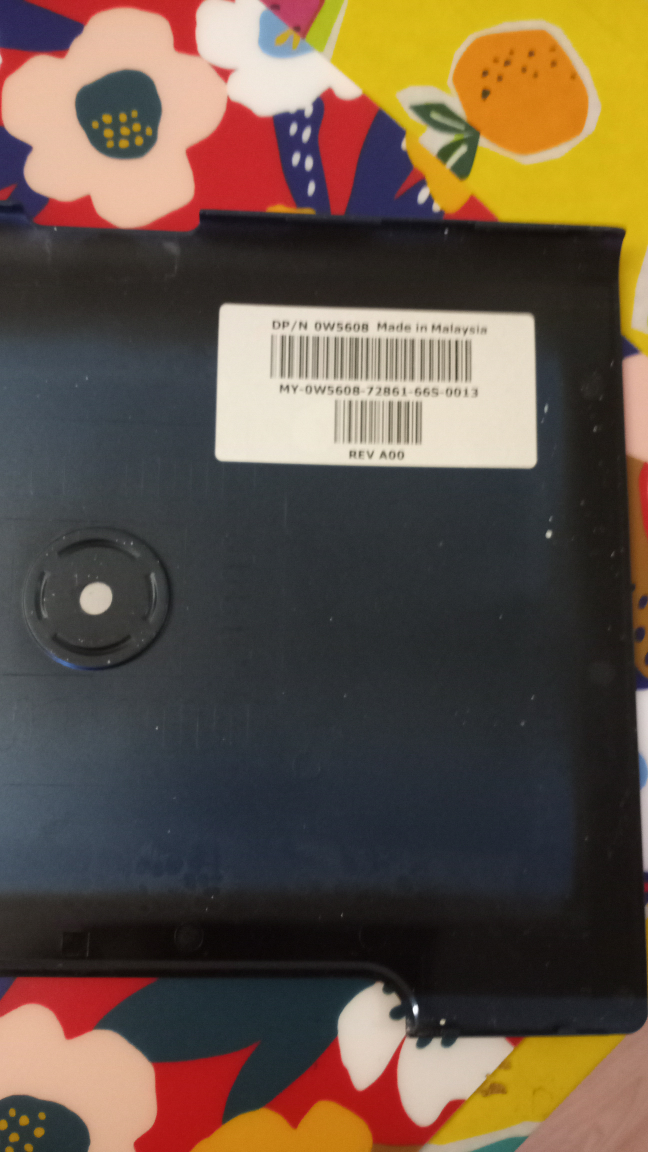 DP/N 0W5608 Made in Malaysia
MY-0W5608-72861-66S-0013
REV A00